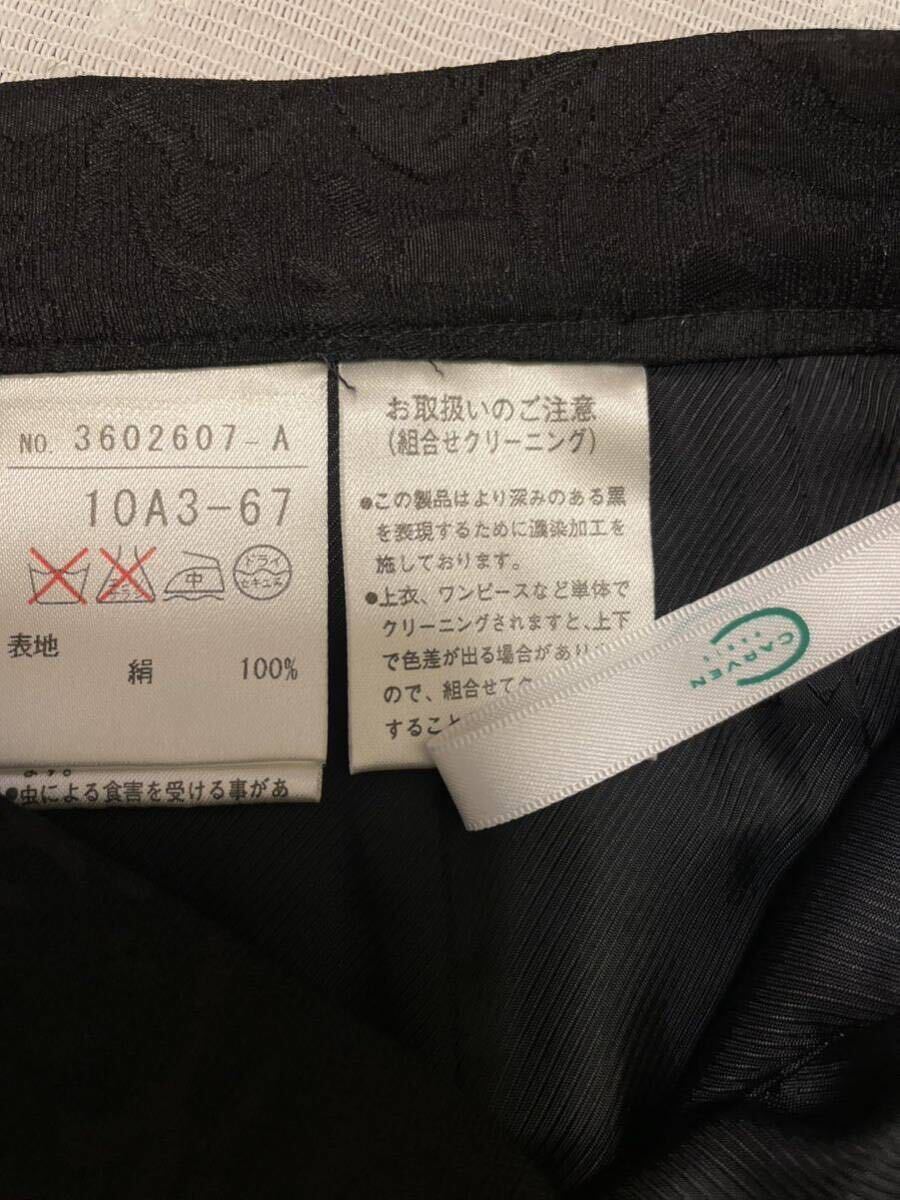 NO. 3602607-A
10A3-67
中
ドライ
セキユ系
表地
絹 100%
ます。
●虫による食害を受ける事があ
お取扱いのご注意
(組合せクリーニング)
●この製品はより深みのある黒
を表現するために濃染加工を
施しております。
●上衣、ワンピースなど単体で
クリーニングされますと、上下
で色差が出る場合があり
ので、組合せてク
すること
CARVEN